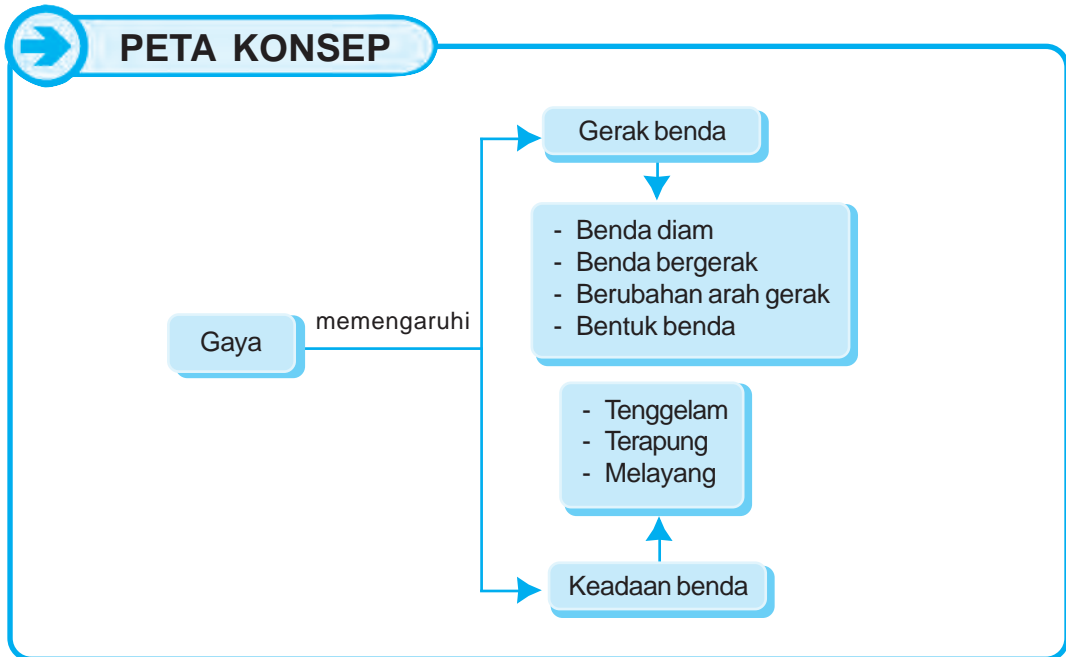 PETA KONSEP
Gerak benda
- Benda diam
- Benda bergerak
- Berubahan arah gerak
- Bentuk benda
memengaruhi
Gaya
- Tenggelam
- Terapung
- Melayang
Keadaan benda